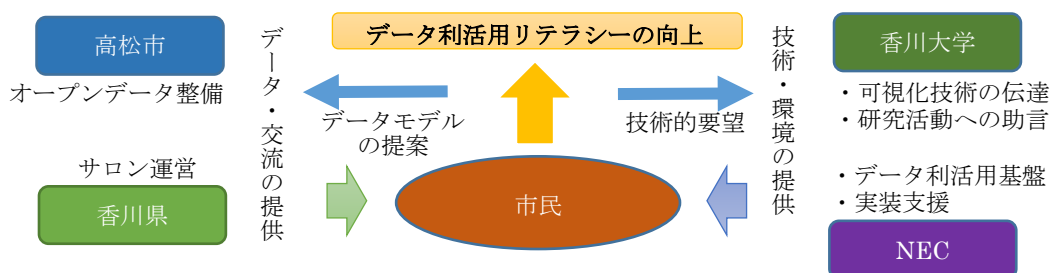 高松市
オープンデータ整備
サロン運営
香川県
データ・交流の提供
データ利活用リテラシーの向上
データモデル
の提案
技術的要望
市民
技術・環境の提供
香川大学
・可視化技術の伝達
・研究活動への助言
・データ利活用基盤
・実装支援
NEC